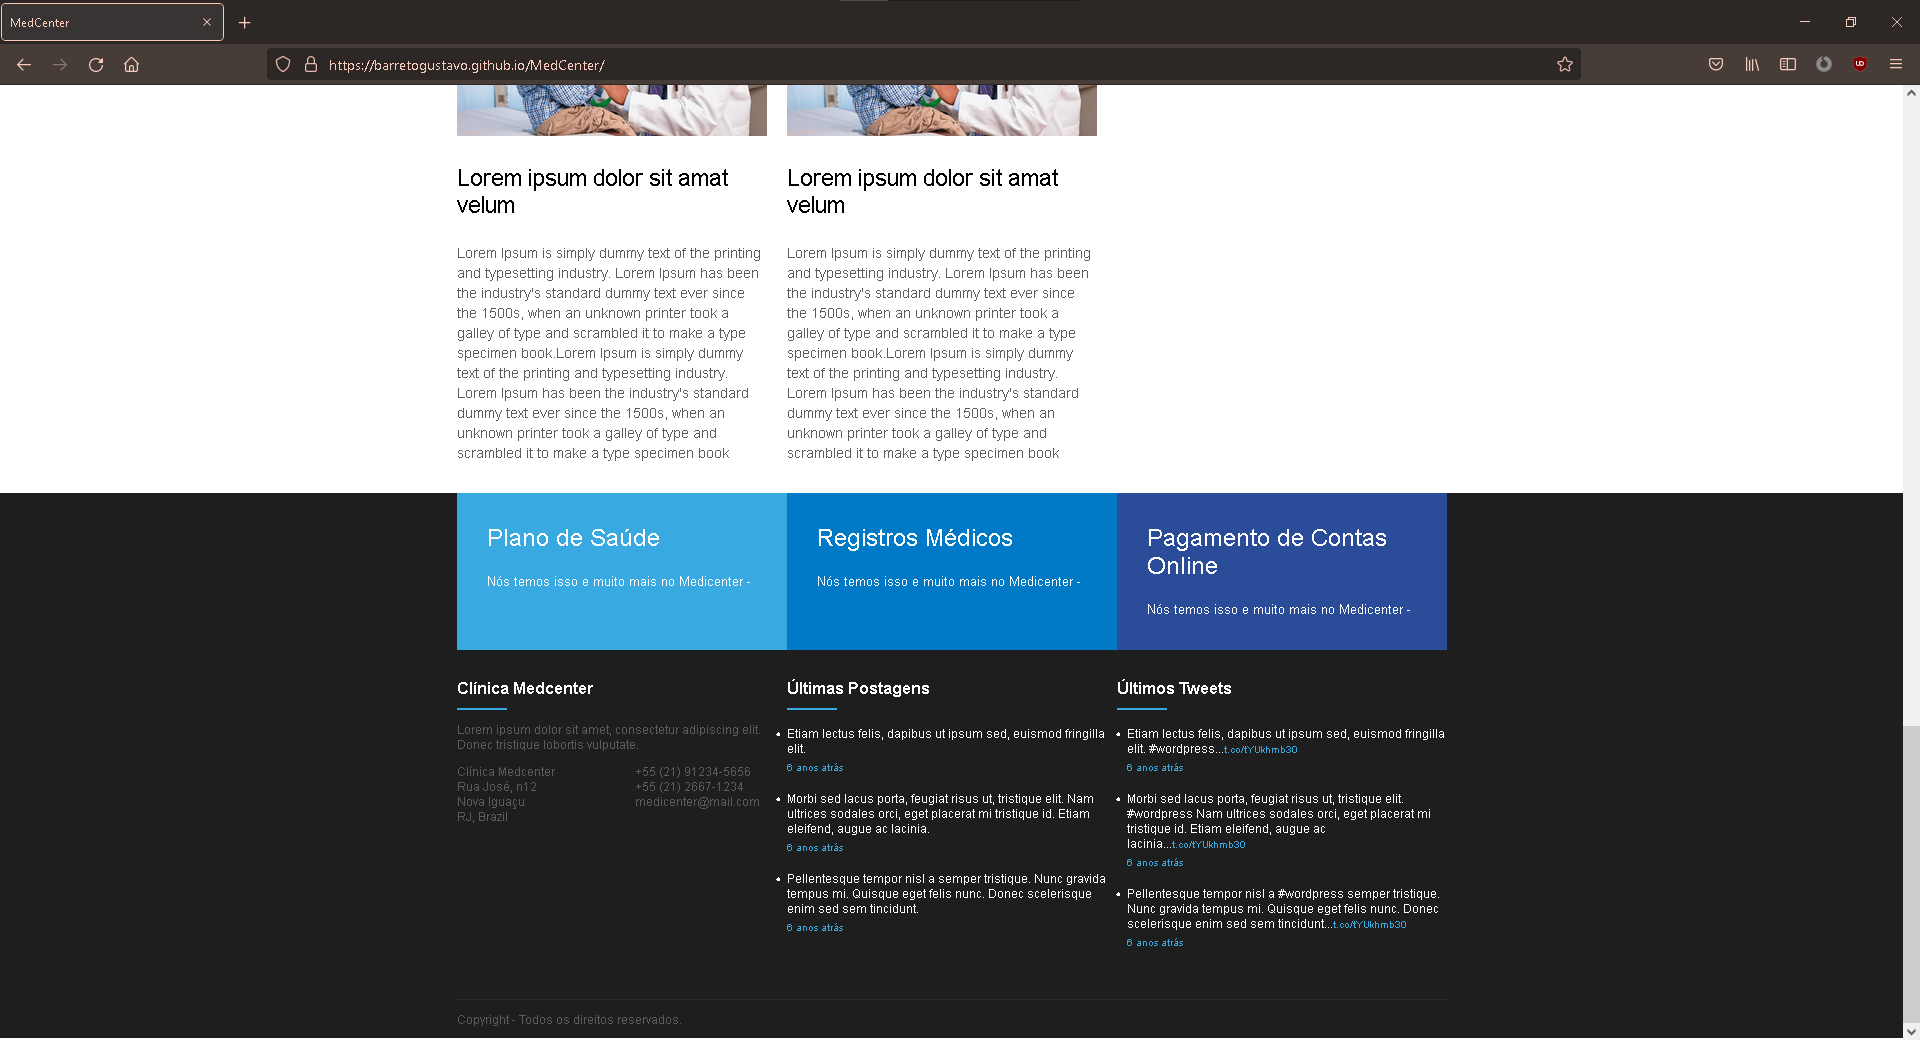 MedCenter
https://barretogustavo.github.io/MedCenter/
Lorem ipsum dolor sit amat
velum
Lorem Ipsum is simply dummy text of the printing
and typesetting industry. Lorem Ipsum has been
the industry's standard dummy text ever since
the 1500s, when an unknown printer took a
galley of type and scrambled it to make a type
specimen book.Lorem Ipsum is simply dummy
text of the printing and typesetting industry.
Lorem Ipsum has been the industry's standard
dummy text ever since the 1500s, when an
unknown printer took a galley of type and
scrambled it to make a type specimen book
Lorem ipsum dolor sit amat
velum
Lorem Ipsum is simply dummy text of the printing
and typesetting industry. Lorem Ipsum has been
the industry's standard dummy text ever since
the 1500s, when an unknown printer took a
galley of type and scrambled it to make a type
specimen book.Lorem Ipsum is simply dummy
text of the printing and typesetting industry.
Lorem Ipsum has been the industry's standard
dummy text ever since the 1500s, when an
unknown printer took a galley of type and
scrambled it to make a type specimen book
Plano de Saúde
Nós temos isso e muito mais no Medicenter -
Registros Médicos
Nós temos isso e muito mais no Medicenter -
Pagamento de Contas
Online
Nós temos isso e muito mais no Medicenter -
Clínica Medcenter
Lorem ipsum dolor sit amet, consectetur adipiscing elit.
Donec tristique lobortis vulputate.
Clínica Medcenter
Rua José, n12
Nova Iguaçu
RJ, Brazil
+55 (21) 91234-5656
+55 (21) 2667-1234
medicenter@mail.com
Últimas Postagens
Etiam lectus felis, dapibus ut ipsum sed, euismod fringilla
elit.
6 anos atrás
Morbi sed lacus porta, feugiat risus ut, tristique elit. Nam
ultrices sodales orci, eget placerat mi tristique id. Etiam
eleifend, augue ac lacinia.
6 anos atrás
Pellentesque tempor nisl a semper tristique. Nunc gravida
tempus mi. Quisque eget felis nunc. Donec scelerisque
enim sed sem tincidunt.
6 anos atrás
Últimos Tweets
Etiam lectus felis, dapibus ut ipsum sed, euismod fringilla
elit. #wordpress...t.co/tYUkhmb30
6 anos atrás
Morbi sed lacus porta, feugiat risus ut, tristique elit.
#wordpress Nam ultrices sodales orci, eget placerat mi
tristique id. Etiam eleifend, augue ac
lacinia...t.co/tYUkhmb30
6 anos atrás
Pellentesque tempor nisl a #wordpress semper tristique.
Nunc gravida tempus mi. Quisque eget felis nunc. Donec
scelerisque enim sed sem tincidunt...t.co/tYUkhmb30
6 anos atrás
Copyright - Todos os direitos reservados.